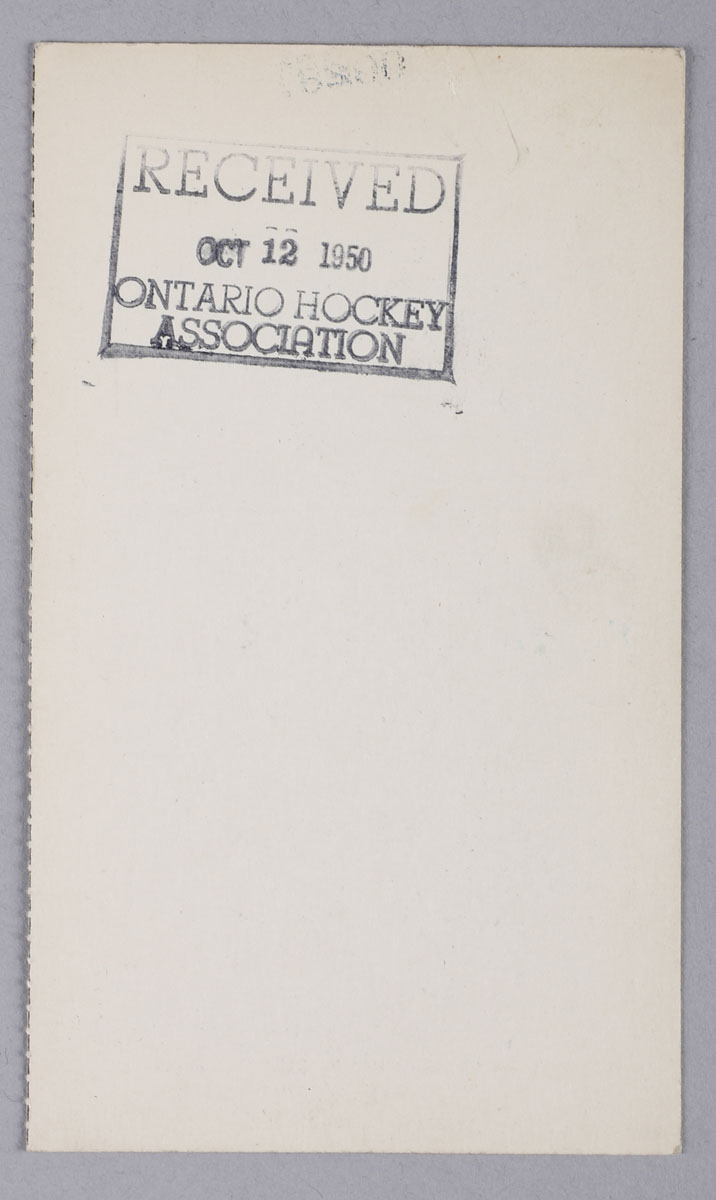 RECEIVED
OCT 12 1950
ONTARIO HOCKEY
ASSOCIATION